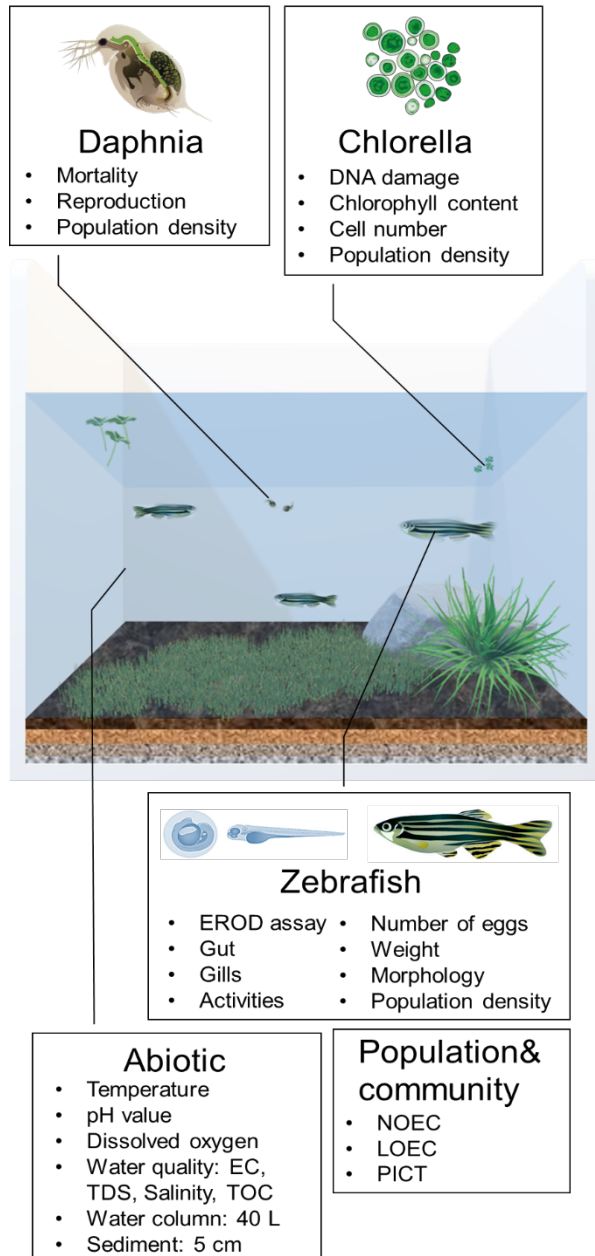 Daphnia
• Mortality
• Reproduction
• Population density
Chlorella
• DNA damage
• Chlorophyll content
• Cell number
• Population density
Zebrafish
• EROD assay
• Gut
• Gills
• Activities
• Number of eggs
• Weight
• Morphology
• Population density
Abiotic
• Temperature
• pH value
• Dissolved oxygen
• Water quality: EC,
TDS, Salinity, TOC
• Water column: 40 L
• Sediment: 5 cm
Population&
community
• NOEC
• LOEC
• PICT